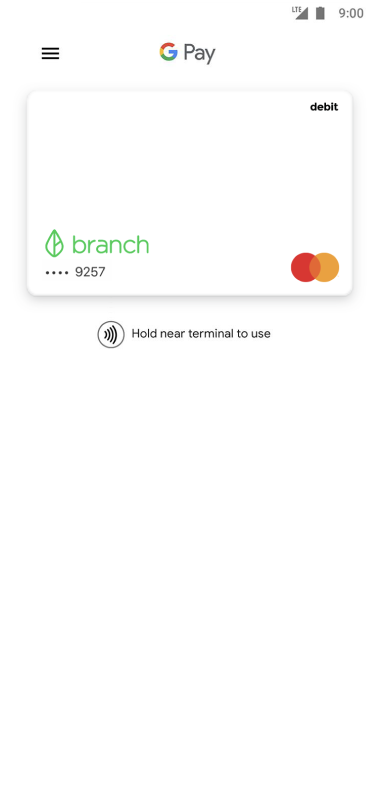 LTE 9:00
G Pay
debit
branch
•••• 9257
Hold near terminal to use